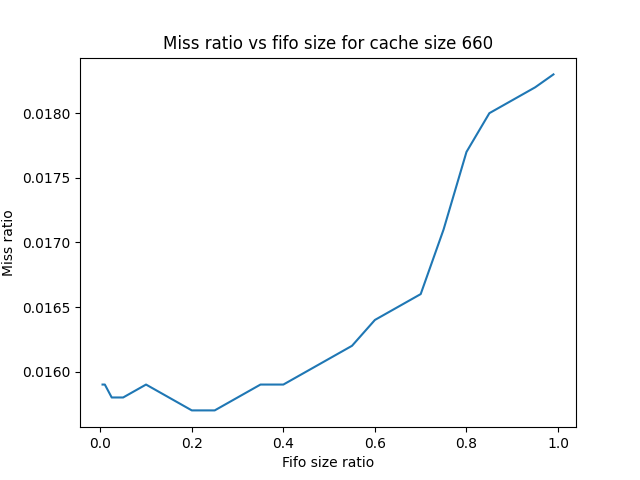 Miss ratio vs fifo size for cache size 660
0.0180
0.0175
0.0170
0.0165
0.0160
Miss ratio
0.0 0.2 0.4 0.6 0.8 1.0
Fifo size ratio